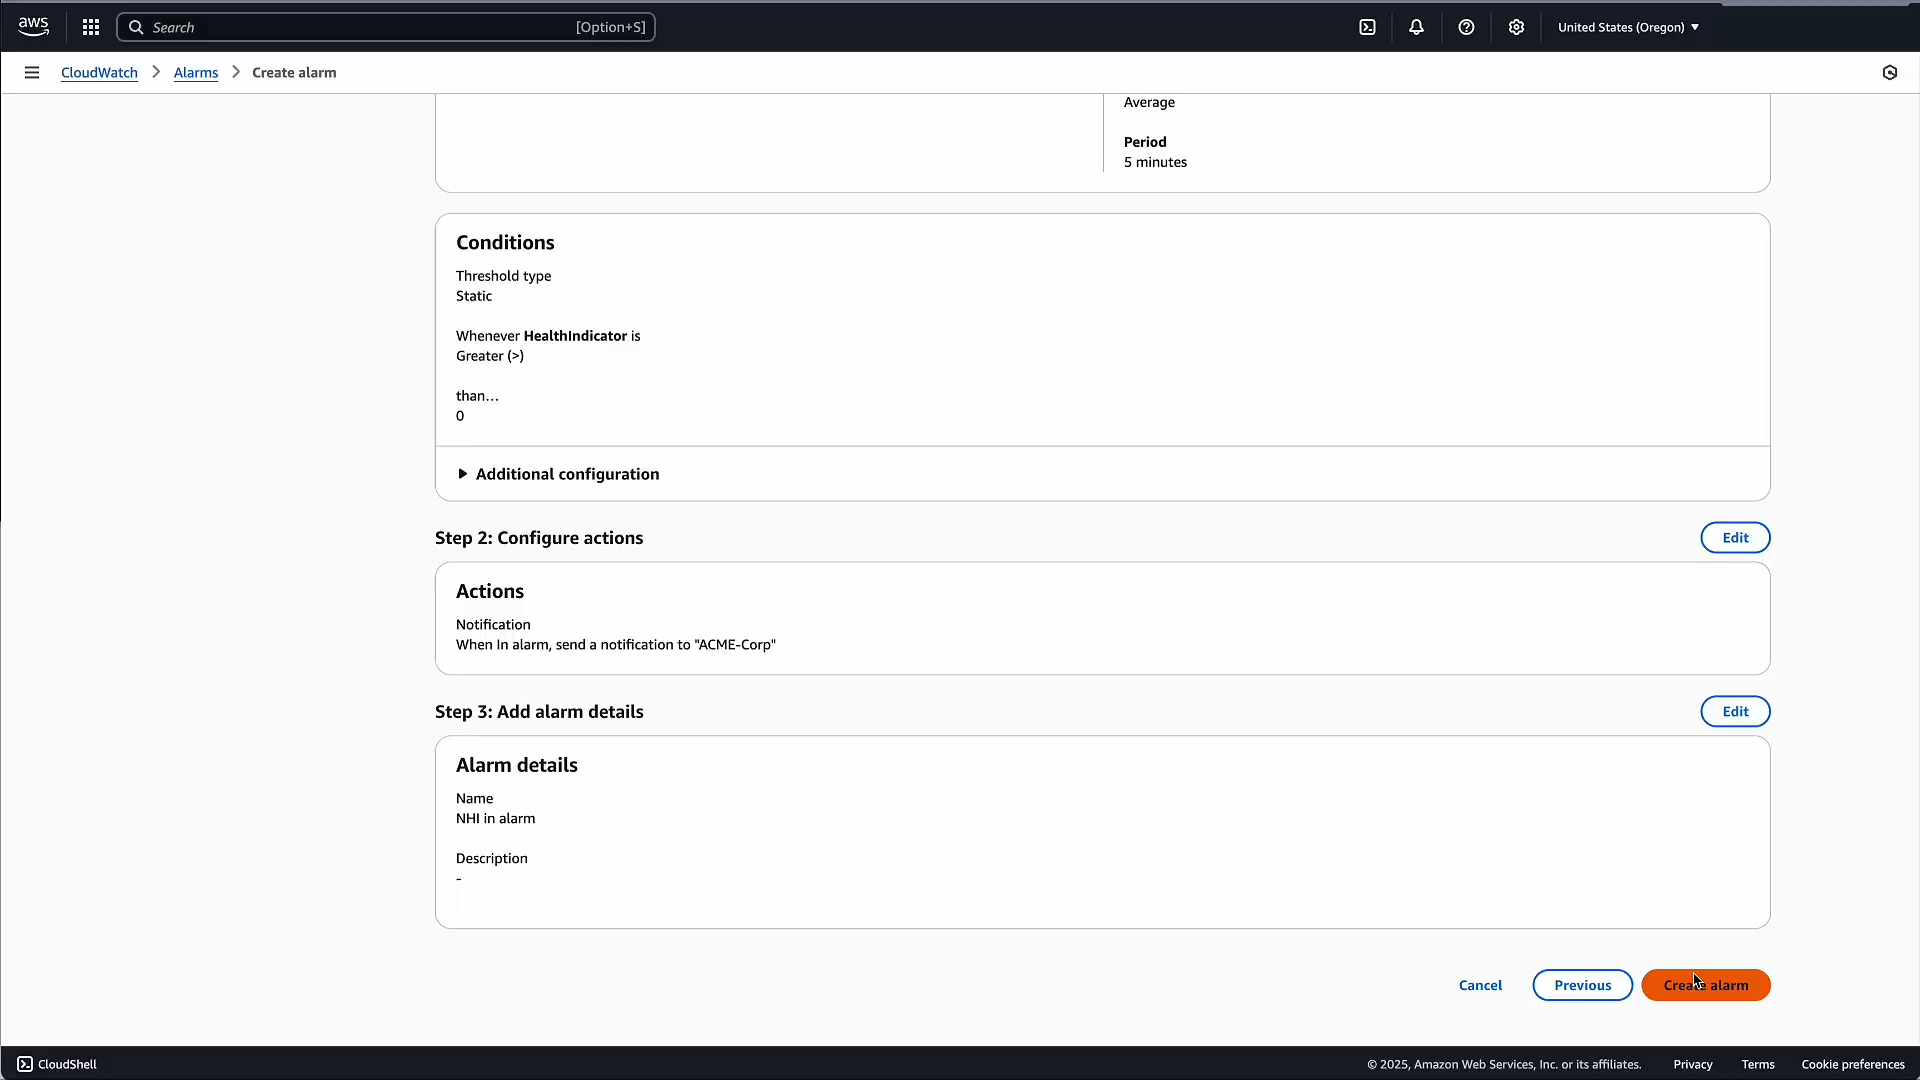 aws
Search [Option+S]
United States (Oregon)
CloudWatch Alarms Create alarm
Average
Period
5 minutes
Conditions
Threshold type
Static
Whenever HealthIndicator is
Greater (>)
than...
0
Additional configuration
Step 2: Configure actions
Edit
Actions
Notification
When In alarm, send a notification to "ACME-Corp"
Step 3: Add alarm details
Edit
Alarm details
Name
NHI in alarm
Description
-
Cancel Previous Create alarm
CloudShell
© 2025, Amazon Web Services, Inc. or its affiliates. Privacy Terms Cookie preferences